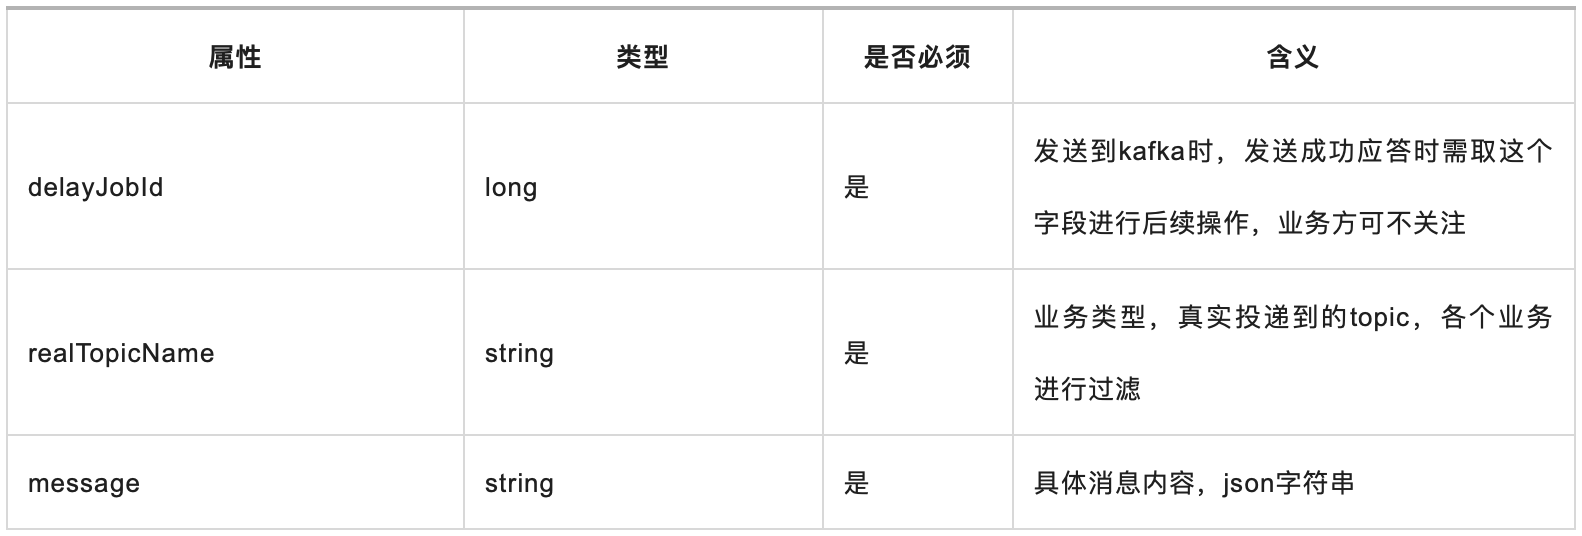 属性 类型 是否必须 含义
delayJobId long 是 发送到kafka时，发送成功应答时需取这个
字段进行后续操作，业务方可不关注
realTopicName string 是 业务类型，真实投递到的topic，各个业务
进行过滤
message string 是 具体消息内容，json字符串